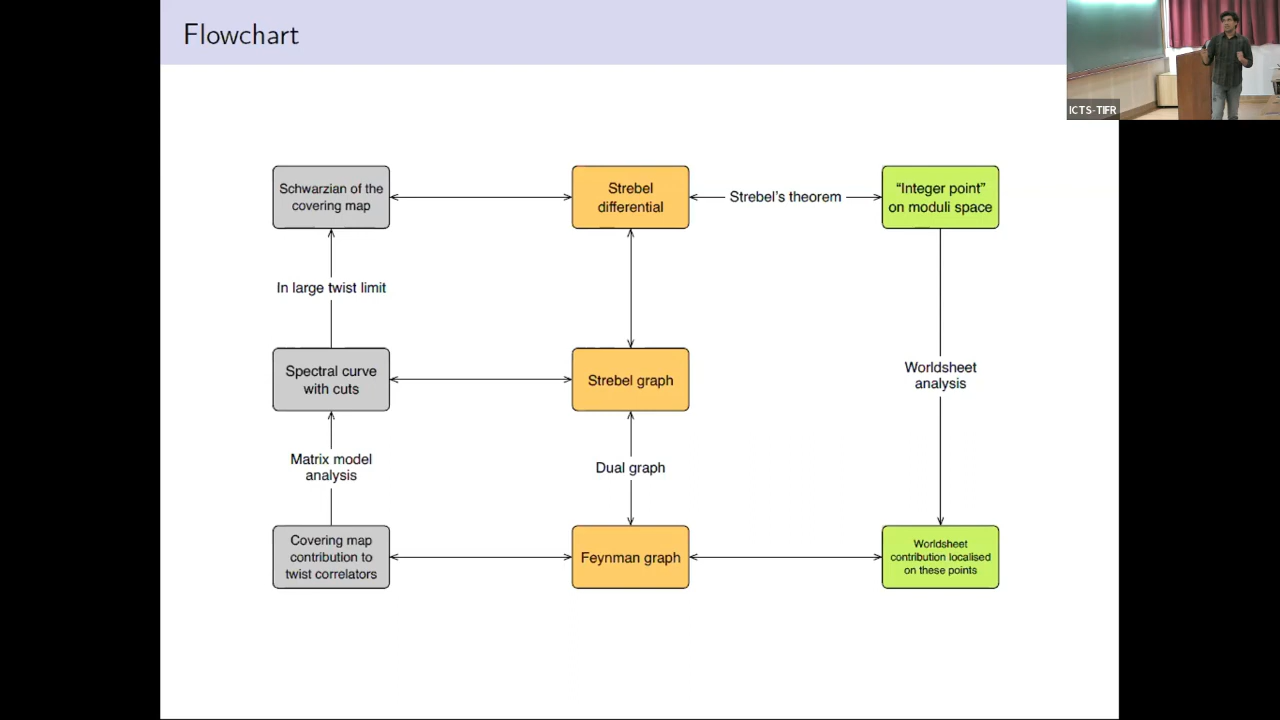 Flowchart
ICTS-TIFR
Schwarzian of the
covering map
Strebel
differential
Strebel's theorem
“Integer point”
on moduli space
In large twist limit
Spectral curve
with cuts
Strebel graph
Worldsheet
analysis
Matrix model
analysis
Dual graph
Covering map
contribution to
twist correlators
Feynman graph
Worldsheet
contribution localised
on these points